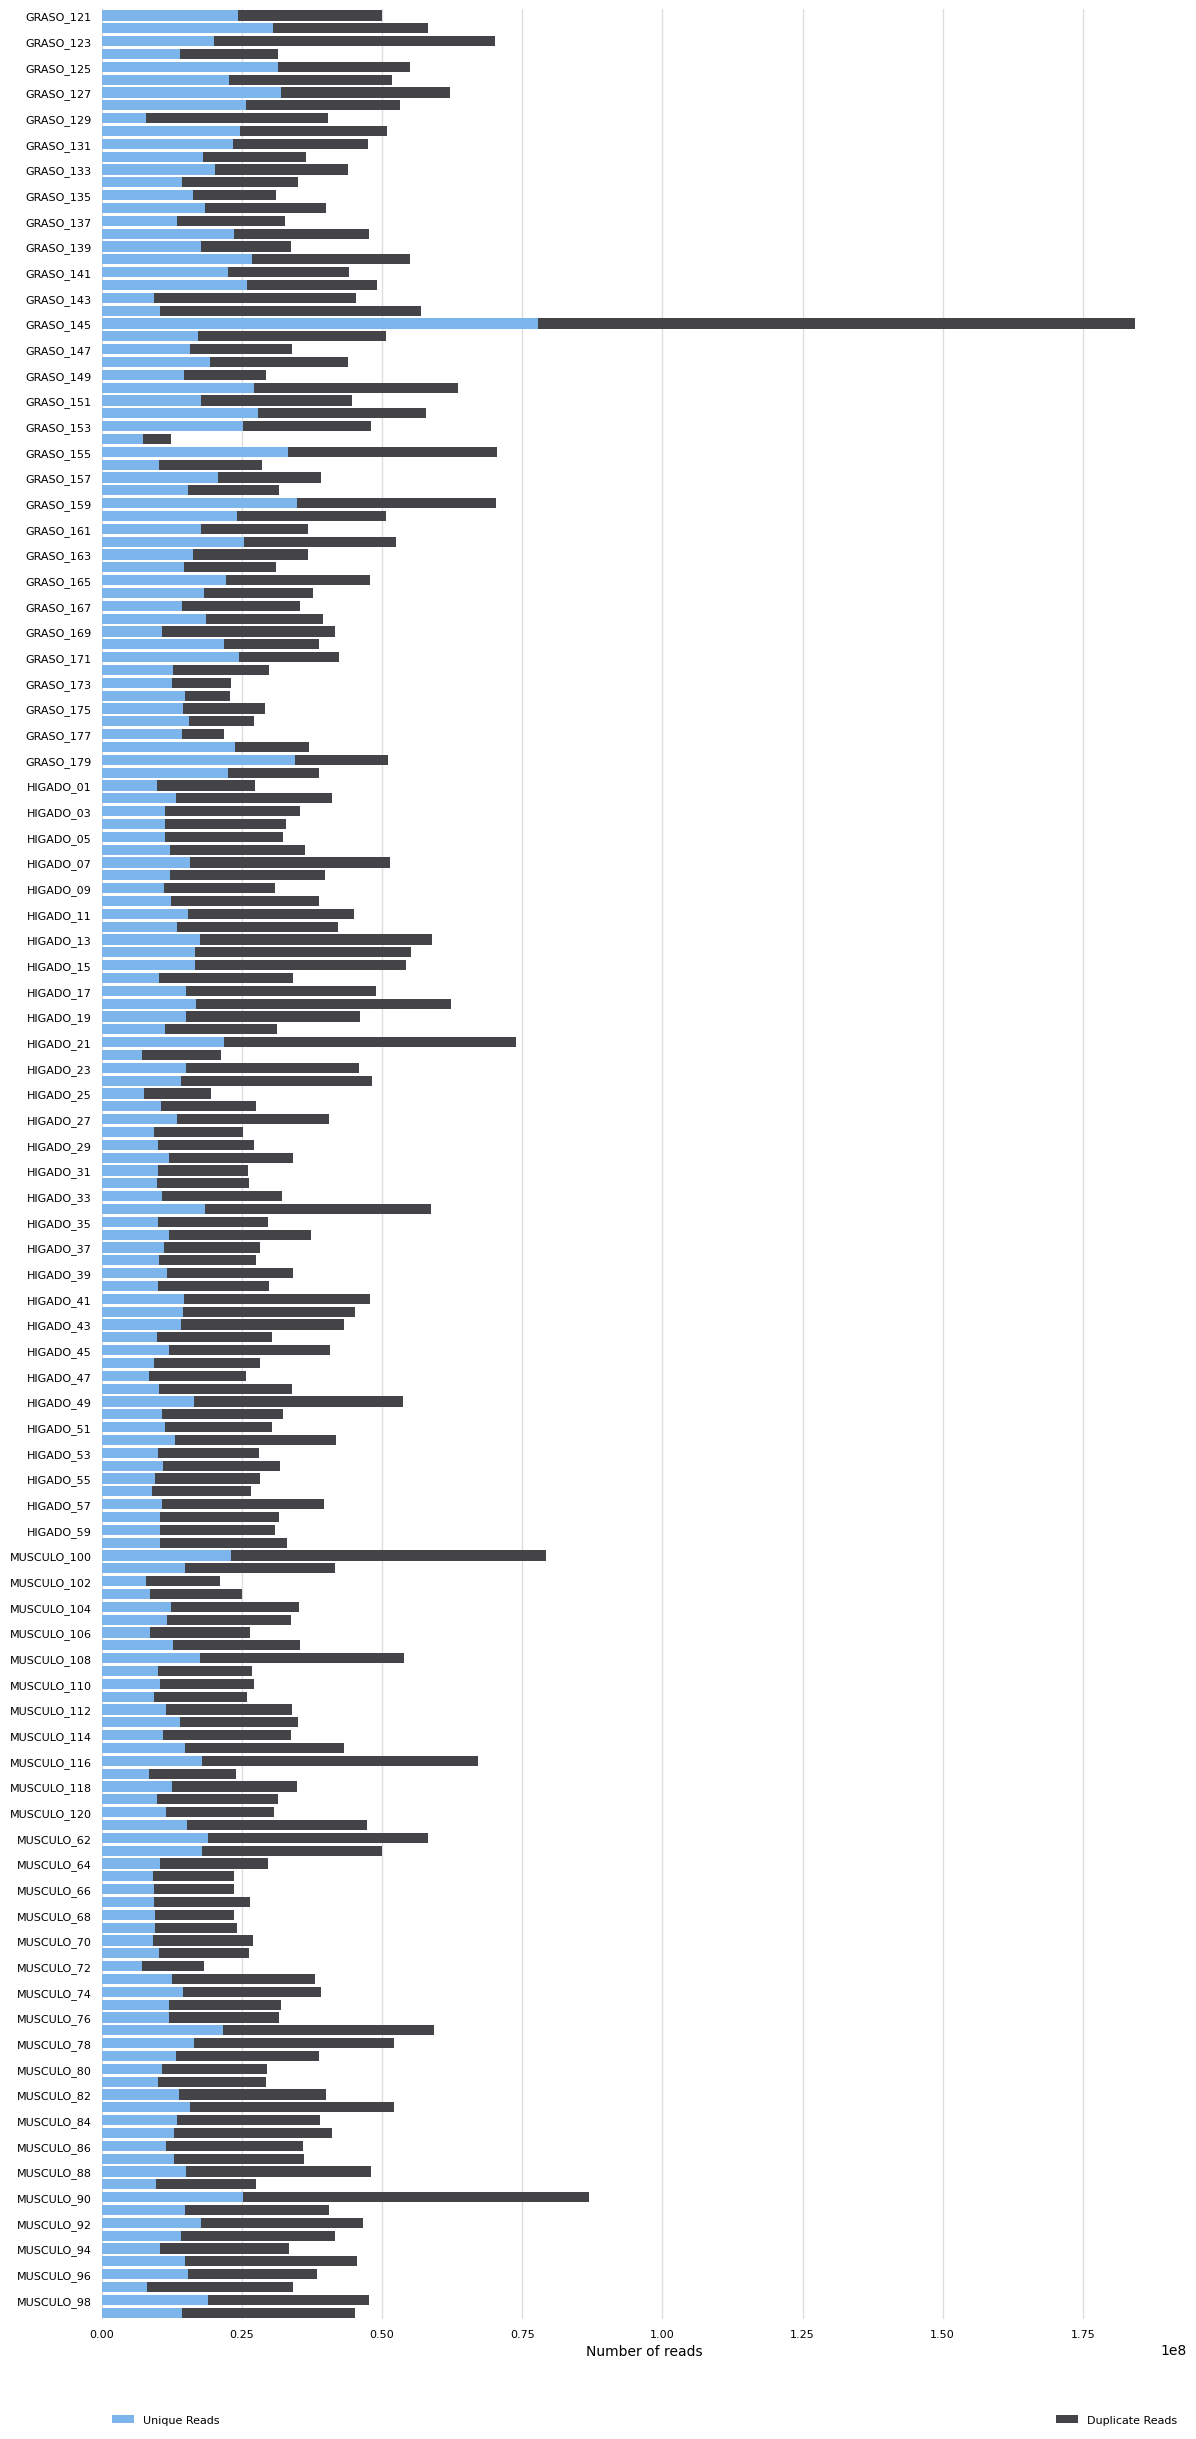 GRASO_121
GRASO_123
GRASO_125
GRASO_127
GRASO_129
GRASO_131
GRASO_133
GRASO_135
GRASO_137
GRASO_139
GRASO_141
GRASO_143
GRASO_145
GRASO_147
GRASO_149
GRASO_151
GRASO_153
GRASO_155
GRASO_157
GRASO_159
GRASO_161
GRASO_163
GRASO_165
GRASO_167
GRASO_169
GRASO_171
GRASO_173
GRASO_175
GRASO_177
GRASO_179
HIGADO_01
HIGADO_03
HIGADO_05
HIGADO_07
HIGADO_09
HIGADO_11
HIGADO_13
HIGADO_15
HIGADO_17
HIGADO_19
HIGADO_21
HIGADO_23
HIGADO_25
HIGADO_27
HIGADO_29
HIGADO_31
HIGADO_33
HIGADO_35
HIGADO_37
HIGADO_39
HIGADO_41
HIGADO_43
HIGADO_45
HIGADO_47
HIGADO_49
HIGADO_51
HIGADO_53
HIGADO_55
HIGADO_57
HIGADO_59
MUSCULO_100
MUSCULO_102
MUSCULO_104
MUSCULO_106
MUSCULO_108
MUSCULO_110
MUSCULO_112
MUSCULO_114
MUSCULO_116
MUSCULO_118
MUSCULO_120
MUSCULO_62
MUSCULO_64
MUSCULO_66
MUSCULO_68
MUSCULO_70
MUSCULO_72
MUSCULO_74
MUSCULO_76
MUSCULO_78
MUSCULO_80
MUSCULO_82
MUSCULO_84
MUSCULO_86
MUSCULO_88
MUSCULO_90
MUSCULO_92
MUSCULO_94
MUSCULO_96
MUSCULO_98
0.00 0.25 0.50 0.75 1.00 1.25 1.50 1.75
Number of reads 1e8
Unique Reads Duplicate Reads